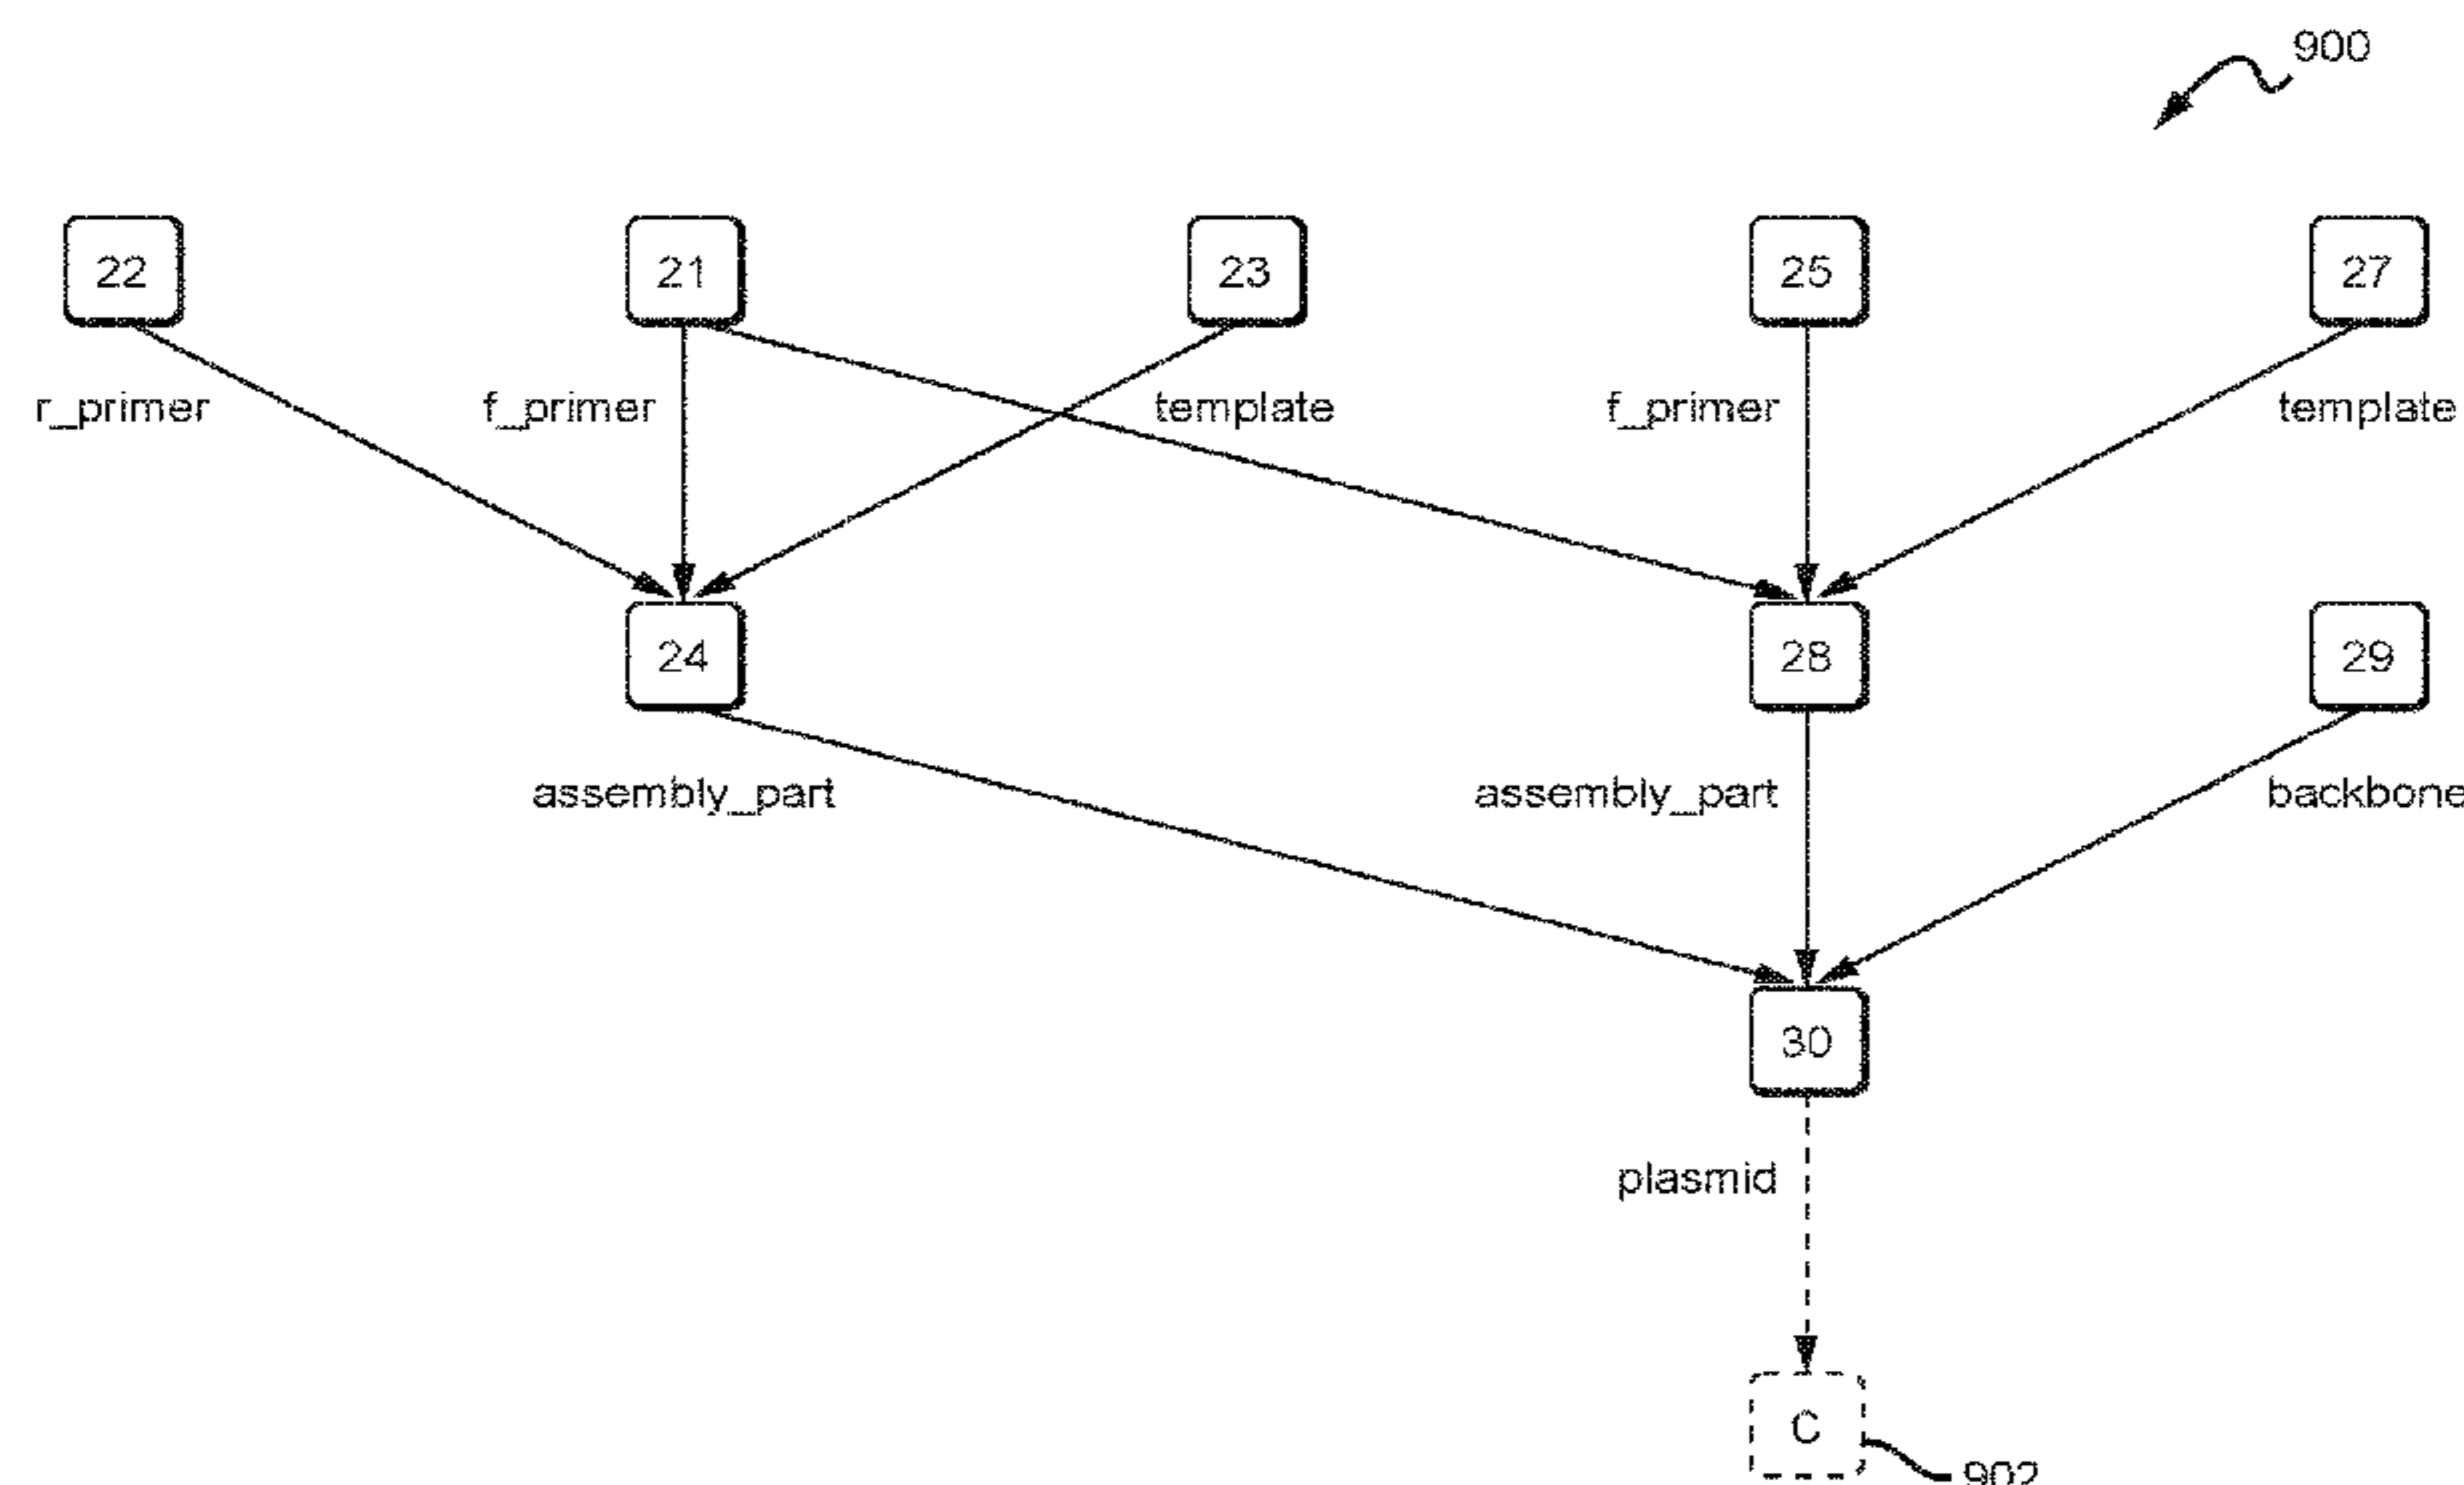 900
22 21 23 25 27
r_primer f_primer template f_primer template
24 28 29
assembly_part assembly_part backbone
30
plasmid
C
902